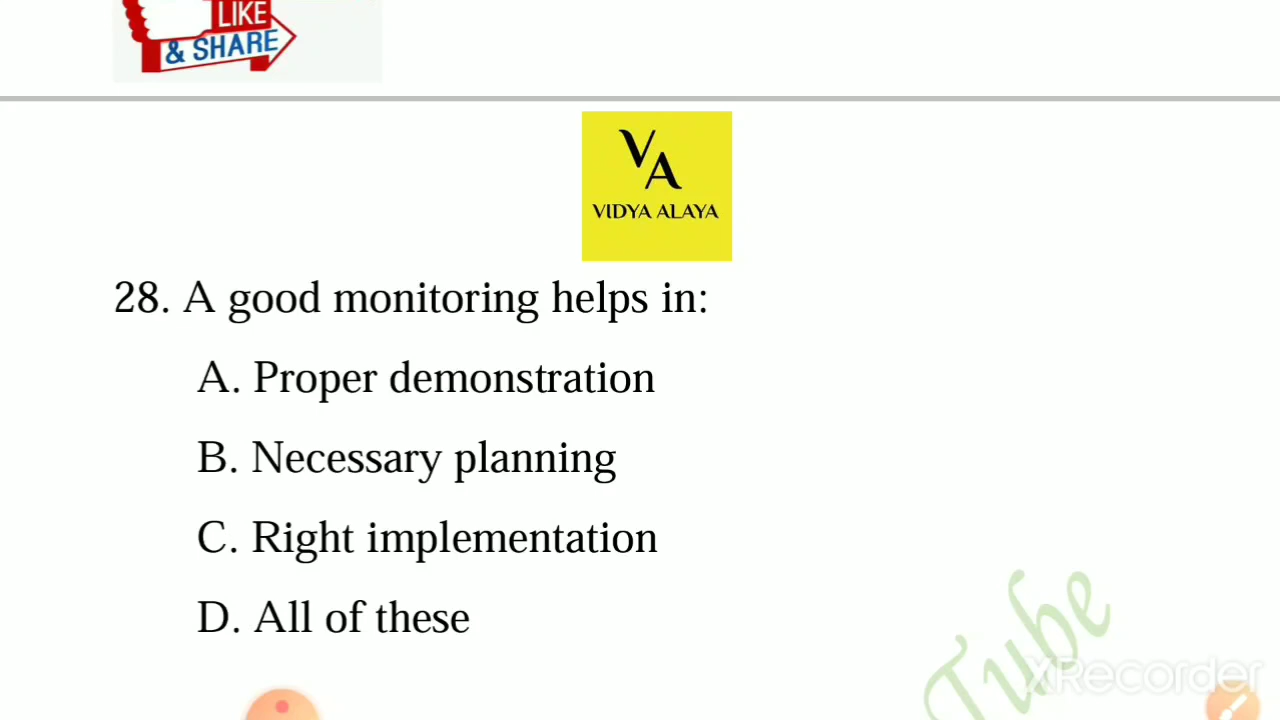 LIKE
& SHARE
VA
VIDYA ALAYA
28. A good monitoring helps in:
A. Proper demonstration
B. Necessary planning
C. Right implementation
D. All of these
Tube
XRecorder